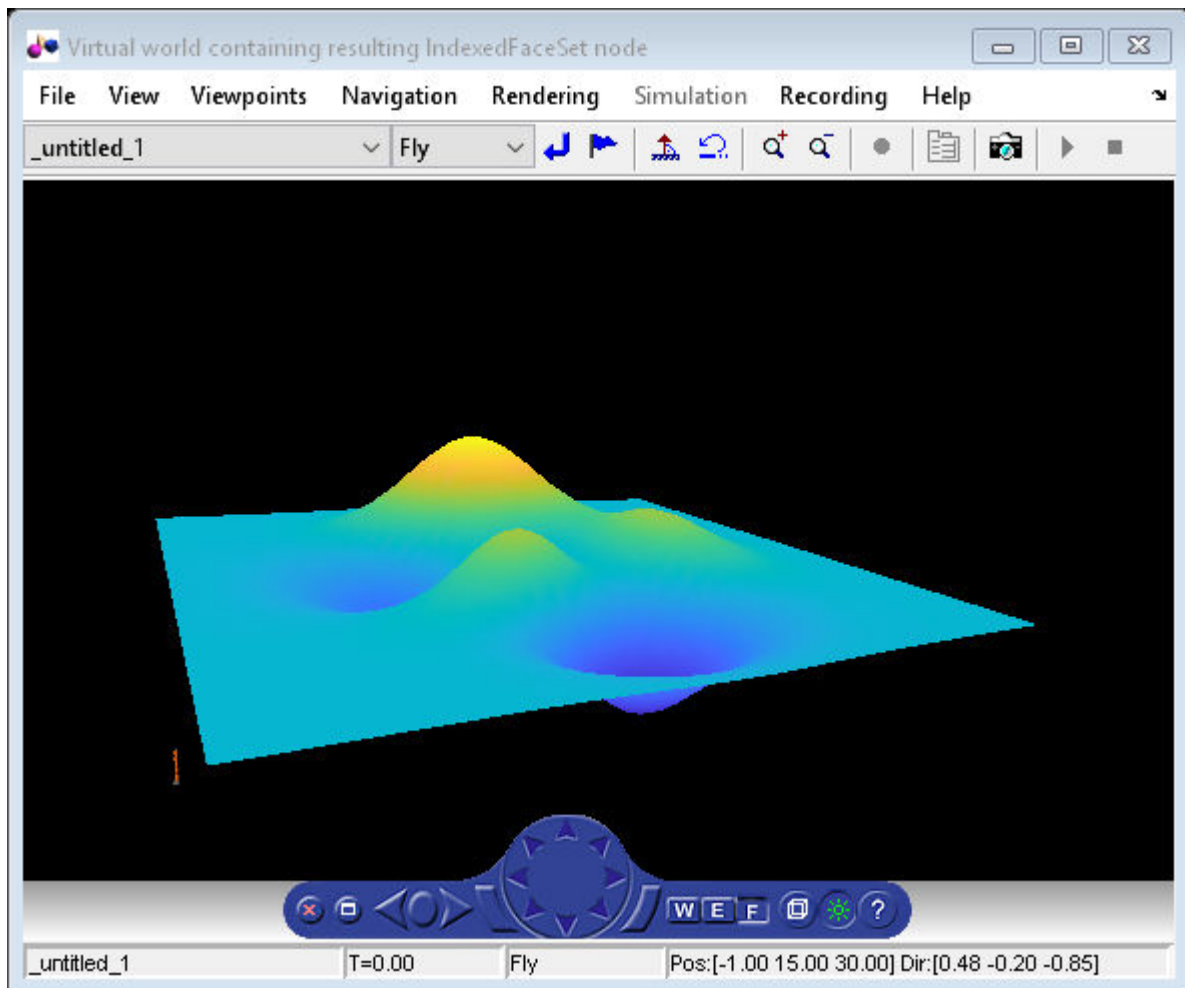 Virtual world containing resulting IndexedFaceSet node
File View Viewpoints Navigation Rendering Simulation Recording Help
_untitled_1 Fly
W E F ?
_untitled_1 T=0.00 Fly Pos:[-1.00 15.00 30.00] Dir:[0.48 -0.20 -0.85]